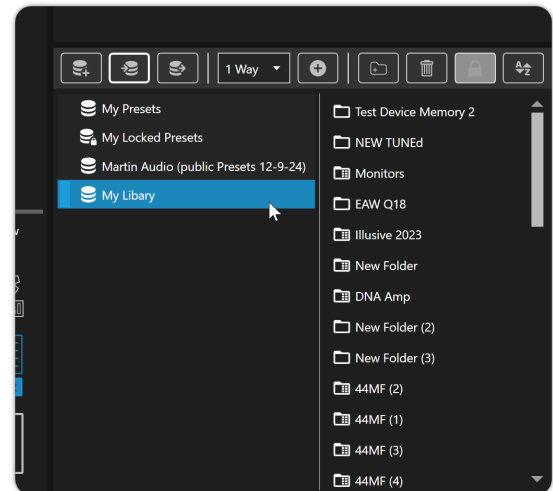 1 Way
My Presets
My Locked Presets
Martin Audio (public Presets 12-9-24)
My Libary
Test Device Memory 2
NEW TUNEd
Monitors
EAW Q18
Illusive 2023
New Folder
DNA Amp
New Folder (2)
New Folder (3)
44MF (2)
44MF (1)
44MF (3)
44MF (4)